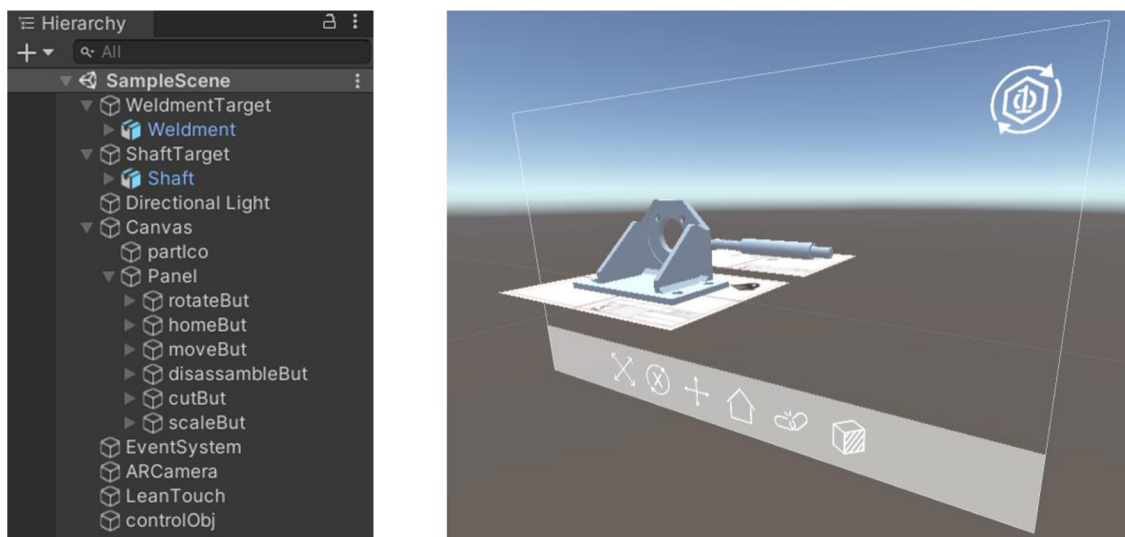 Hierarchy
All
SampleScene
WeldmentTarget
Weldment
ShaftTarget
Shaft
Directional Light
Canvas
partIco
Panel
rotateBut
homeBut
moveBut
disassambleBut
cutBut
scaleBut
EventSystem
ARCamera
LeanTouch
controlObj